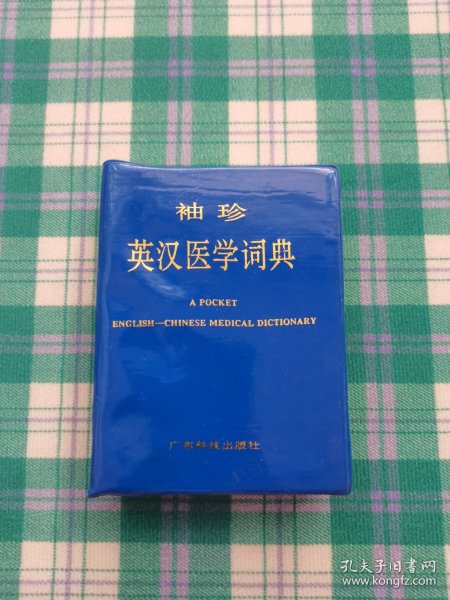 袖珍
英汉医学词典
A POCKET
ENGLISH—CHINESE MEDICAL DICTIONARY
广东科技出版社
孔夫子旧书网
www.kongfz.com